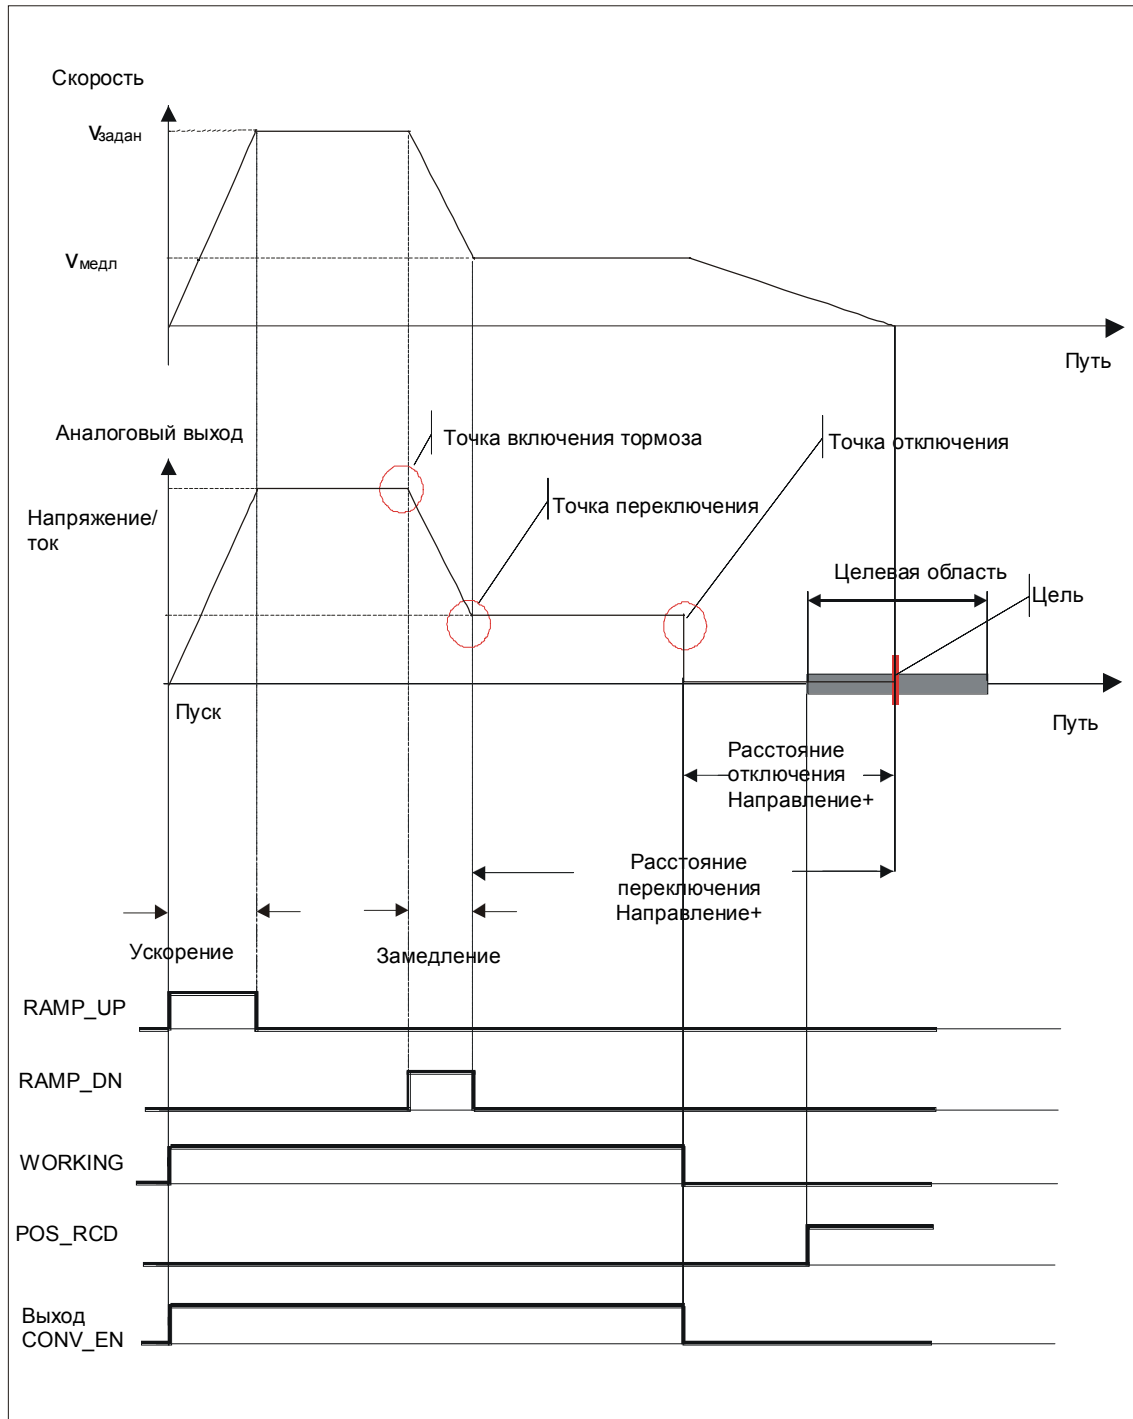 Скорость
vзадан
vмедл
Путь
Аналоговый выход
Точка включения тормоза
Точка отключения
Напряжение/
ток
Точка переключения
Целевая область
Цель
Пуск
Путь
Расстояние
отключения
Направление+
Расстояние
переключения
Направление+
Ускорение
Замедление
RAMP_UP
RAMP_DN
WORKING
POS_RCD
Выход
CONV_EN